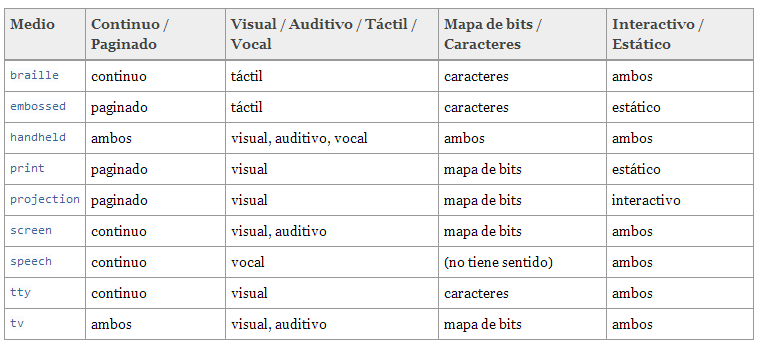 Medio | Continuo / Paginado | Visual / Auditivo / Táctil / Vocal | Mapa de bits / Caracteres | Interactivo / Estático
braille | continuo | táctil | caracteres | ambos
embossed | paginado | táctil | caracteres | estático
handheld | ambos | visual, auditivo, vocal | ambos | ambos
print | paginado | visual | mapa de bits | estático
projection | paginado | visual | mapa de bits | interactivo
screen | continuo | visual, auditivo | mapa de bits | ambos
speech | continuo | vocal | (no tiene sentido) | ambos
tty | continuo | visual | caracteres | ambos
tv | ambos | visual, auditivo | mapa de bits | ambos